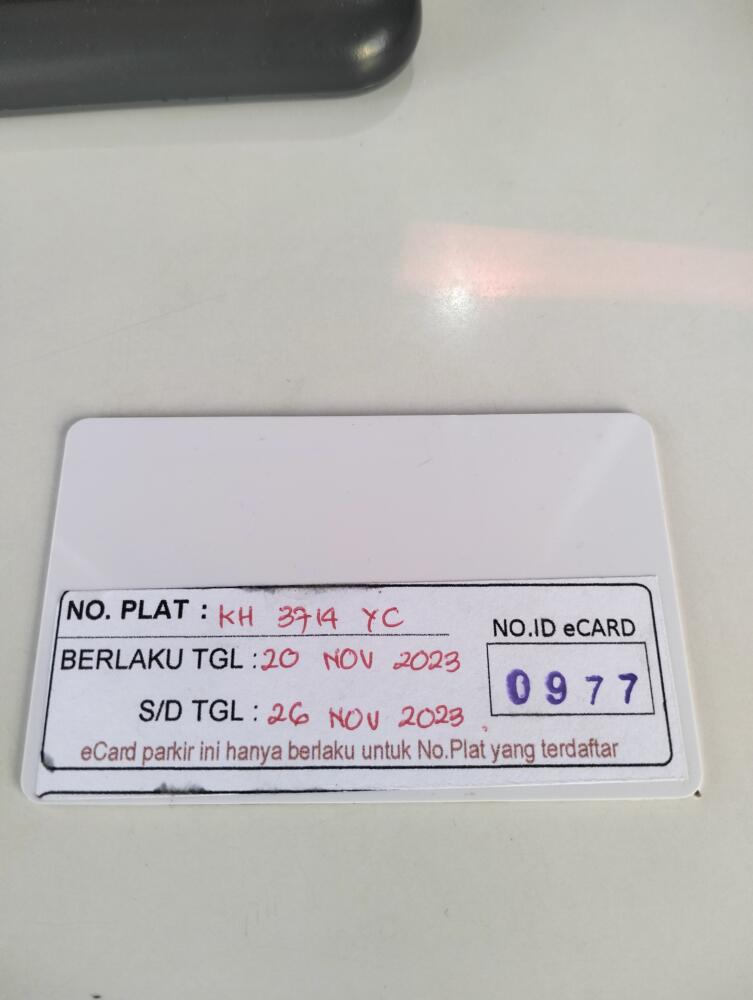 NO. PLAT : KH 3714 YC
NO.ID eCARD
BERLAKU TGL : 20 NOV 2023
0977
S/D TGL : 26 NOV 2023
eCard parkir ini hanya berlaku untuk No.Plat yang terdaftar